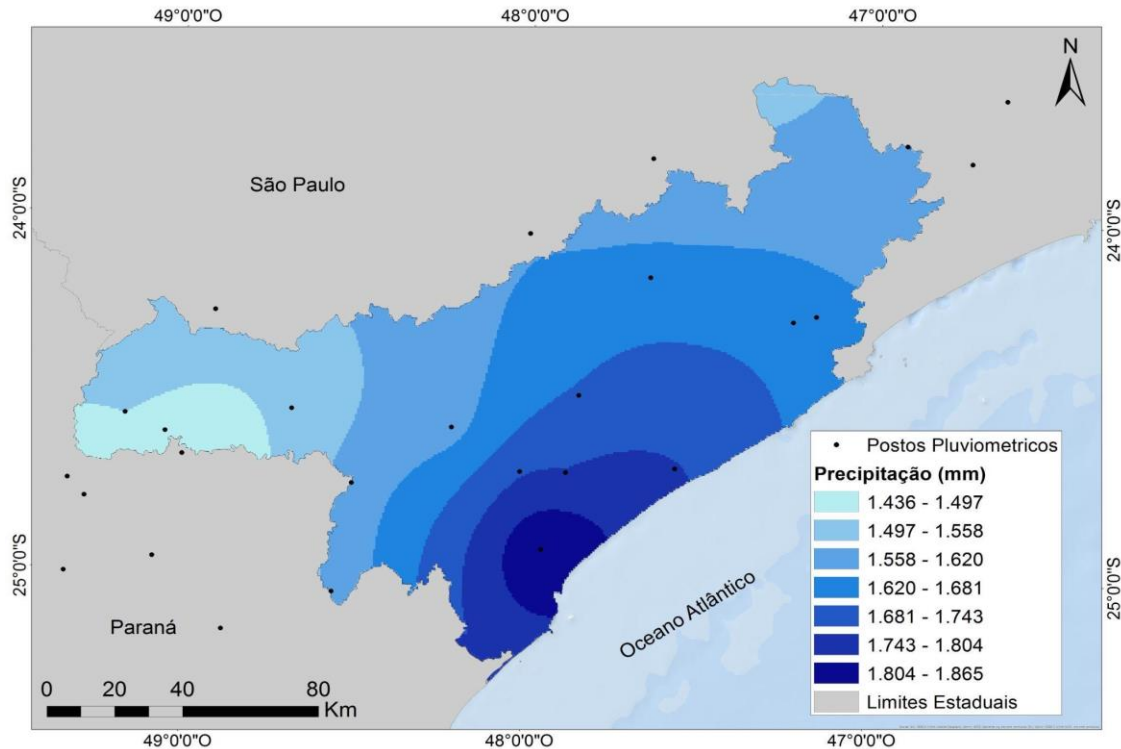 49°0'0"O 48°0'0"O 47°0'0"O
N
São Paulo
24°0'0"S
24°0'0"S
Postos Pluviometricos
Precipitação (mm)
1.436 - 1.497
1.497 - 1.558
1.558 - 1.620
1.620 - 1.681
1.681 - 1.743
1.743 - 1.804
1.804 - 1.865
Limites Estaduais
25°0'0"S
25°0'0"S
Oceano Atlântico
Paraná
0 10 20 40 60 80
Km
49°0'0"O 48°0'0"O 47°0'0"O